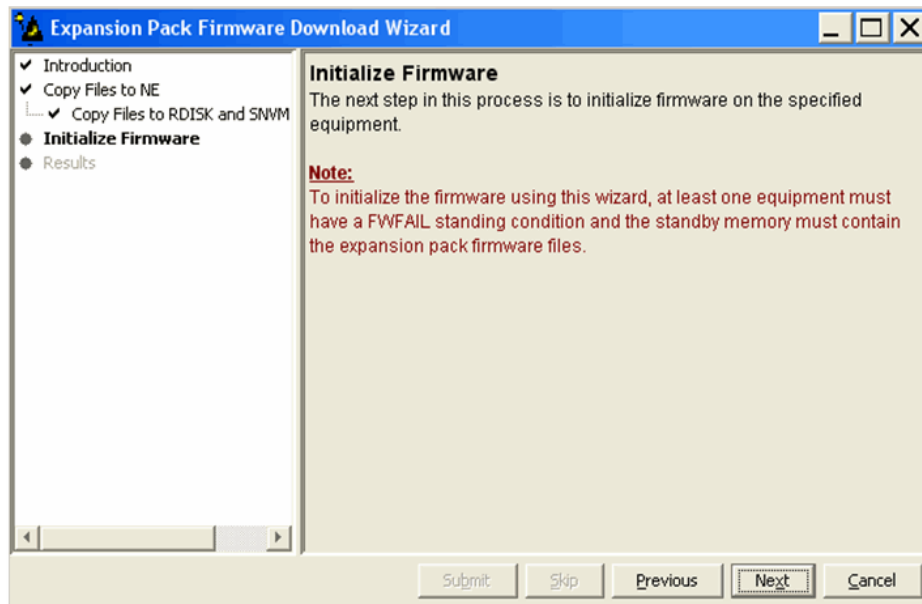 Expansion Pack Firmware Download Wizard
Introduction
Copy Files to NE
Copy Files to RDISK and SNVM
Initialize Firmware
Results
Initialize Firmware
The next step in this process is to initialize firmware on the specified
equipment.
Note:
To initialize the firmware using this wizard, at least one equipment must
have a FWFAIL standing condition and the standby memory must contain
the expansion pack firmware files.
Submit
Skip
Previous
Next
Cancel